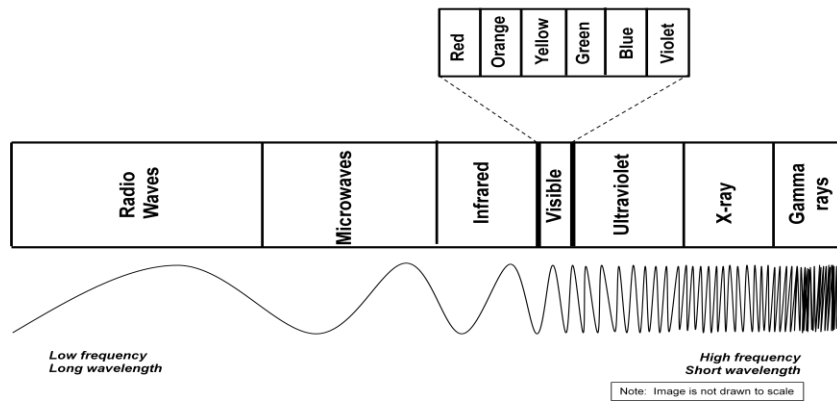 Red
Orange
Yellow
Green
Blue
Violet
Radio
Waves
Microwaves
Infrared
Visible
Ultraviolet
X-ray
Gamma
rays
Low frequency
Long wavelength
High frequency
Short wavelength
Note: Image is not drawn to scale